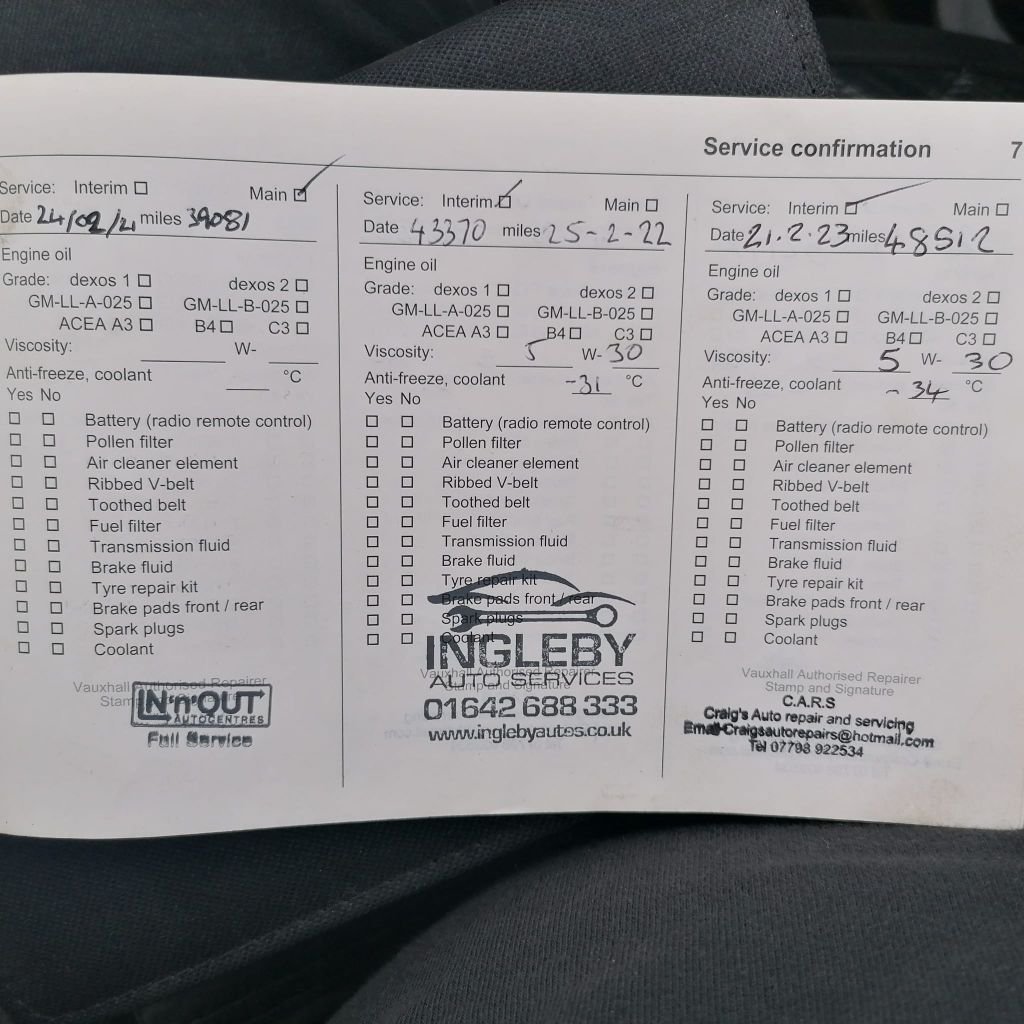 Service confirmation 7
Service: Interim Main
Date 24/02/21 miles 39081
Engine oil
Grade: dexos 1 dexos 2
GM-LL-A-025 GM-LL-B-025
ACEA A3 B4 C3
Viscosity: W-
Anti-freeze, coolant °C
Yes No
Battery (radio remote control)
Pollen filter
Air cleaner element
Ribbed V-belt
Toothed belt
Fuel filter
Transmission fluid
Brake fluid
Tyre repair kit
Brake pads front / rear
Spark plugs
Coolant
Vauxhall Authorised Repairer
IN'n'OUT
AUTOCENTRES
Full Service
Service: Interim Main
Date 43370 miles 25-2-22
Engine oil
Grade: dexos 1 dexos 2
GM-LL-A-025 GM-LL-B-025
ACEA A3 B4 C3
Viscosity: 5 W-30
Anti-freeze, coolant -31 °C
Yes No
Battery (radio remote control)
Pollen filter
Air cleaner element
Ribbed V-belt
Toothed belt
Fuel filter
Transmission fluid
Brake fluid
Tyre repair kit
Brake pads front / rear
Spark plugs
Coolant
Vauxhall Authorised Repairer
Stamp and Signature
INGLEBY
AUTO SERVICES
01642 688 333
www.inglebyautos.co.uk
Service: Interim Main
Date 21.2.23 miles 48512
Engine oil
Grade: dexos 1 dexos 2
GM-LL-A-025 GM-LL-B-025
ACEA A3 B4 C3
Viscosity: 5 W- 30
Anti-freeze, coolant -34 °C
Yes No
Battery (radio remote control)
Pollen filter
Air cleaner element
Ribbed V-belt
Toothed belt
Fuel filter
Transmission fluid
Brake fluid
Tyre repair kit
Brake pads front / rear
Spark plugs
Coolant
Vauxhall Authorised Repairer
Stamp and Signature
C.A.R.S
Craig's Auto repair and servicing
Email-Craigsautorepairs@hotmail.com
Tel 07798 922534